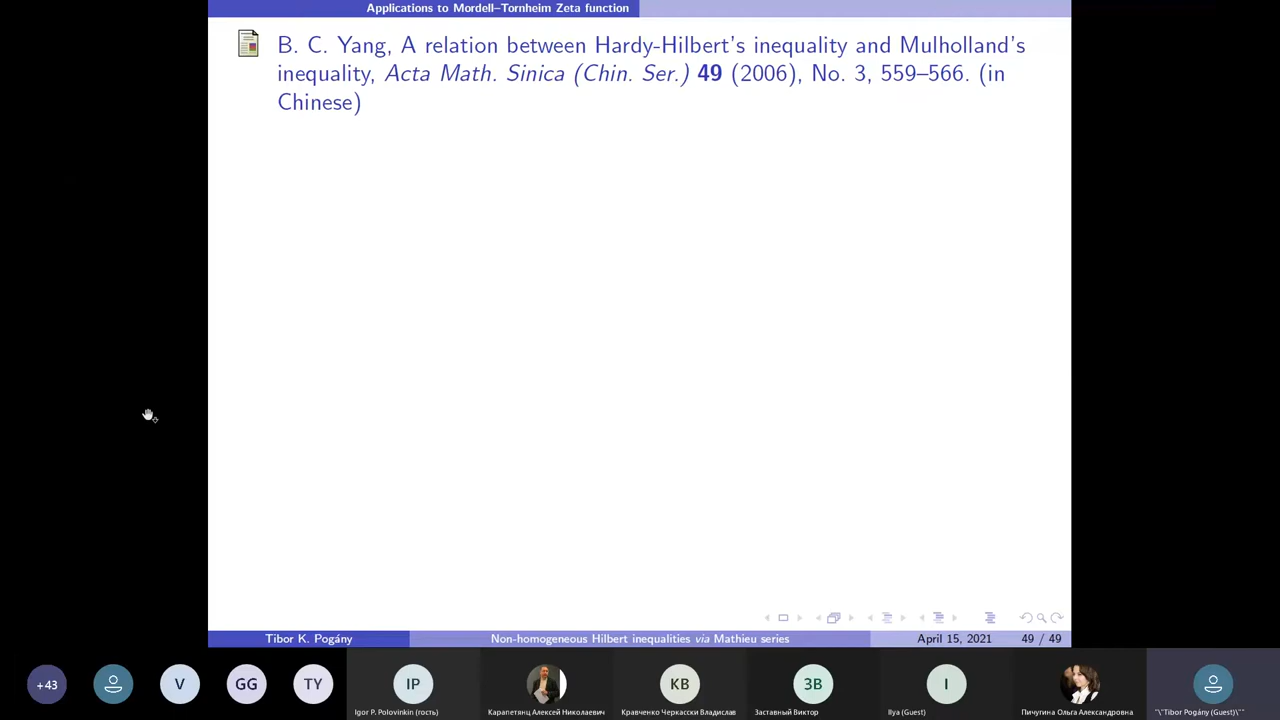 Applications to Mordell–Tornheim Zeta function
B. C. Yang, A relation between Hardy-Hilbert's inequality and Mulholland's
inequality, Acta Math. Sinica (Chin. Ser.) 49 (2006), No. 3, 559–566. (in
Chinese)
Tibor K. Pogány
Non-homogeneous Hilbert inequalities via Mathieu series
April 15, 2021
49 / 49
+43
V
GG
TY
IP
КВ
ЗВ
I
Igor P. Polovinkin (гость)
Карапетянц Алексей Николаевич
Кравченко Черкасски Владислав
Заставный Виктор
Ilya (Guest)
Пичугина Ольга Александровна
"\"Tibor Pogány (Guest)\""